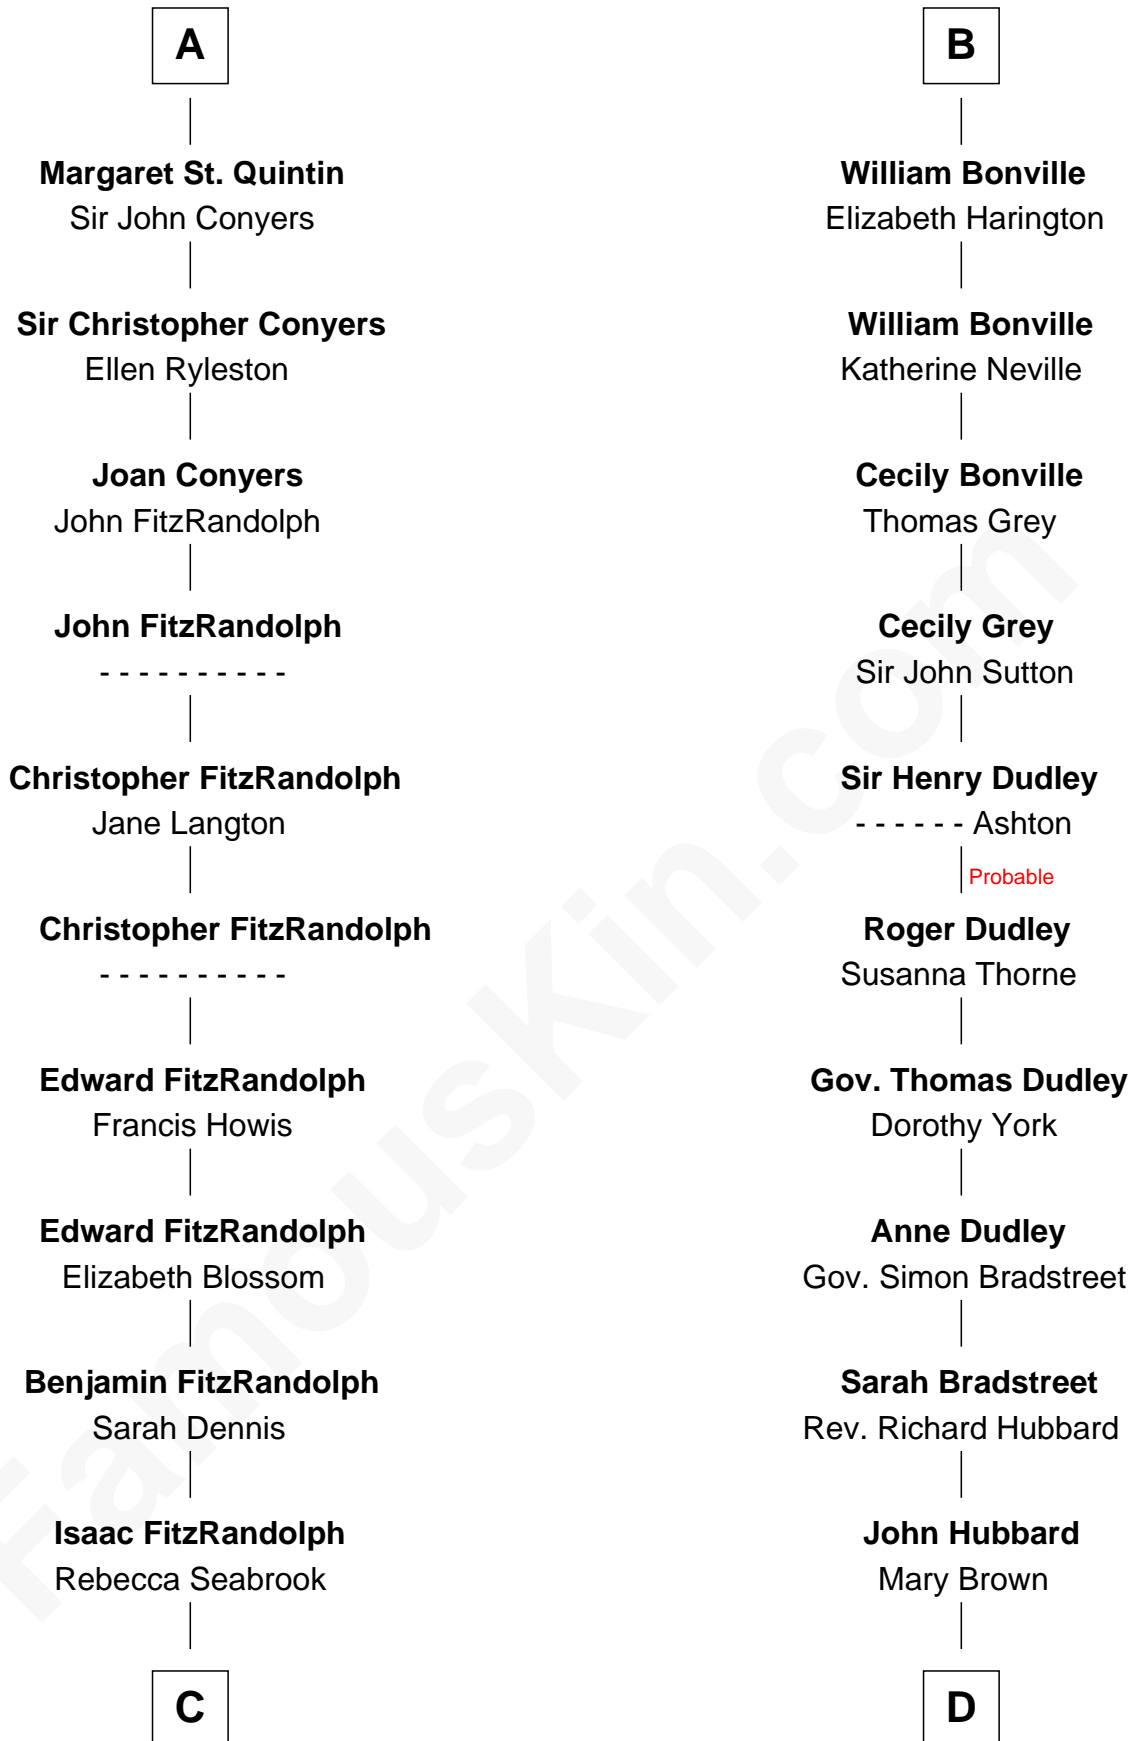 A
Margaret St. Quintin
Sir John Conyers
Sir Christopher Conyers
Ellen Ryleston
Joan Conyers
John FitzRandolph
John FitzRandolph
- - - - - - - - - -
Christopher FitzRandolph
Jane Langton
Christopher FitzRandolph
- - - - - - - - - -
Edward FitzRandolph
Francis Howis
Edward FitzRandolph
Elizabeth Blossom
Benjamin FitzRandolph
Sarah Dennis
Isaac FitzRandolph
Rebecca Seabrook
C
B
William Bonville
Elizabeth Harington
William Bonville
Katherine Neville
Cecily Bonville
Thomas Grey
Cecily Grey
Sir John Sutton
Sir Henry Dudley
- - - - - - Ashton
Probable
Roger Dudley
Susanna Thorne
Gov. Thomas Dudley
Dorothy York
Anne Dudley
Gov. Simon Bradstreet
Sarah Bradstreet
Rev. Richard Hubbard
John Hubbard
Mary Brown
D
FamousKin.com